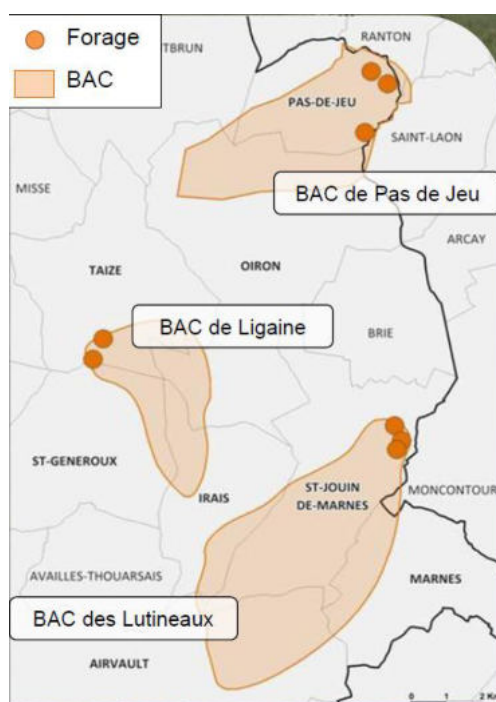 Forage
BAC
RANTON
TBRUN
PAS-DE-JEU
SAINT-LAON
MISSE
BAC de Pas de Jeu
ARCAY
TAIZE
OIRON
BAC de Ligaine
BRIE
ST-GENEROUX
IRAIS
ST-JOUIN
DE-MARNES
MONCONTOUR
AVAILLES-THOUARSAIS
MARNES
BAC des Lutineaux
AIRVAULT
0 1 2 K